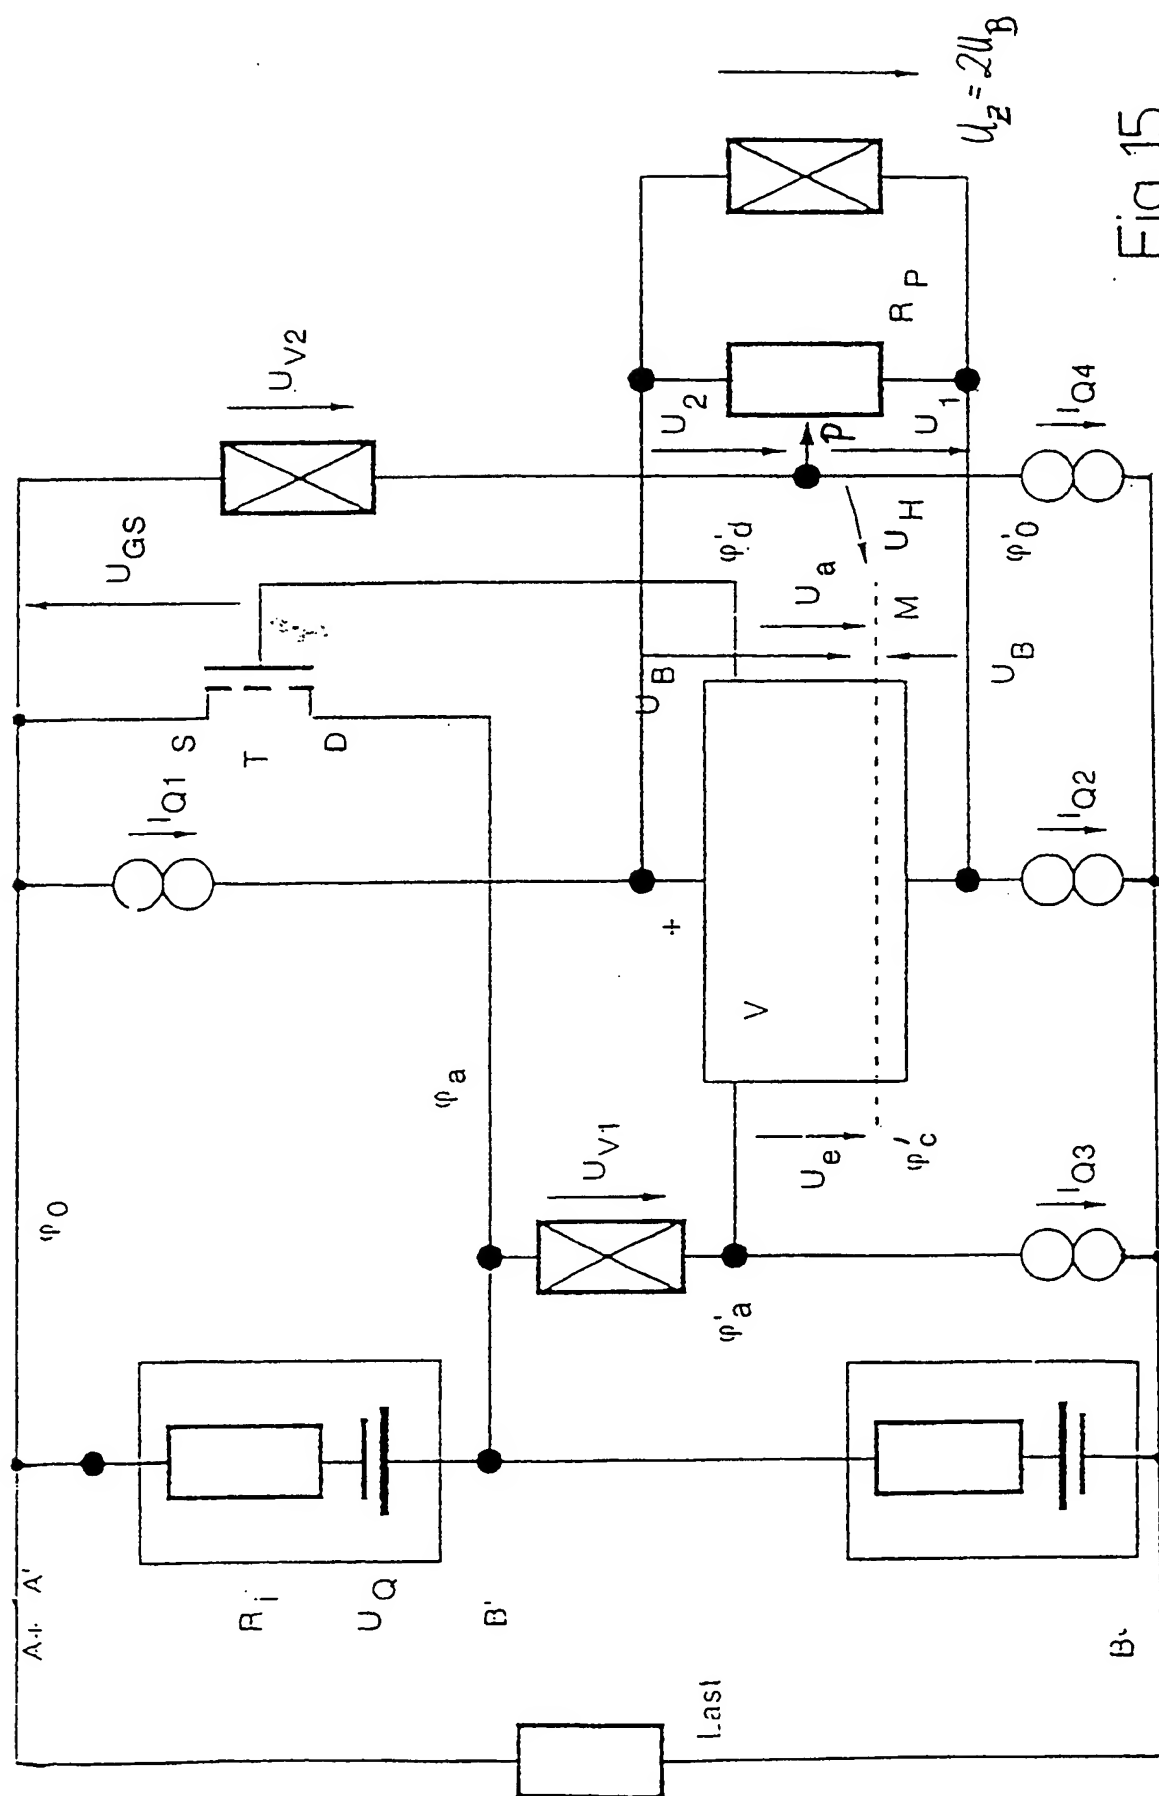 U_Z = 2U_B
Fig. 15
U_V2
U_GS
U_2
P
R_P
U_1
I_Q4
φ'_d
U_H
φ'_0
U_a
M
U_B
U_B
S
T
D
I_Q1
+
V
I_Q2
φ_a
U_V1
U_e
φ'_c
I_Q3
φ_0
φ'_a
A+ A'
R_i
U_Q
B'
B-
Last